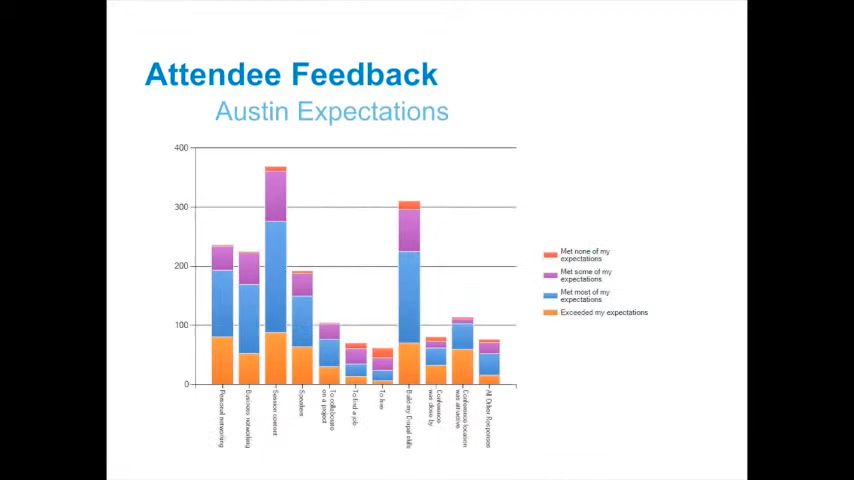 Attendee Feedback
Austin Expectations
400
300
200
100
0
Personal networking
Business networking
Session content
Speakers
To collaborate
on a project
To find a job
To hire
Build my Drupal skills
Conference
was close by
Conference location
was attractive
All Other Responses
Met none of my
expectations
Met some of my
expectations
Met most of my
expectations
Exceeded my expectations